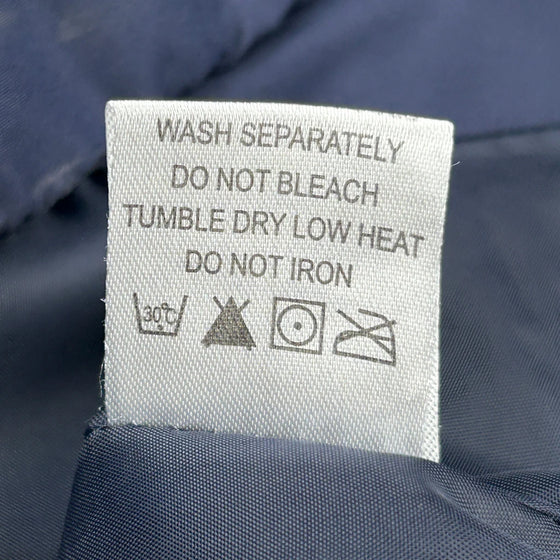 WASH SEPARATELY
DO NOT BLEACH
TUMBLE DRY LOW HEAT
DO NOT IRON
30℃